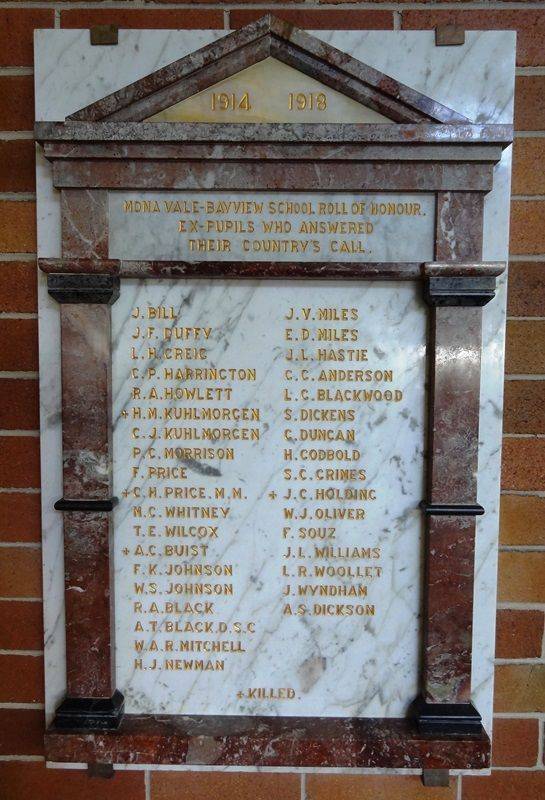 1914 1918
MONA VALE-BAYVIEW SCHOOL ROLL OF HONOUR.
EX-PUPILS WHO ANSWERED
THEIR COUNTRY'S CALL.
J. BILL
J.F. DUFFY
L.H. GREIG
C.P. HARRINGTON
R.A. HOWLETT
+ H.M. KUHLMORGEN
C.J. KUHLMORGEN
P.C. MORRISON
F. PRICE
+ C.H. PRICE. M.M.
N.C. WHITNEY
T.E. WILCOX
+ A.C. BUIST
F.K. JOHNSON
W.S. JOHNSON
R.A. BLACK
A.T. BLACK. D.S.C
W.A.R. MITCHELL
H.J. NEWMAN
J.V. MILES
E.D. MILES
J.L. HASTIE
C.C. ANDERSON
L.C. BLACKWOOD
S. DICKENS
C. DUNCAN
H. GODBOLD
S.C. GRIMES
+ J.C. HOLDING
W.J. OLIVER
F. SOUZ
J.L. WILLIAMS
L.R. WOOLLET
J. WYNDHAM
A.S. DICKSON
+ KILLED.